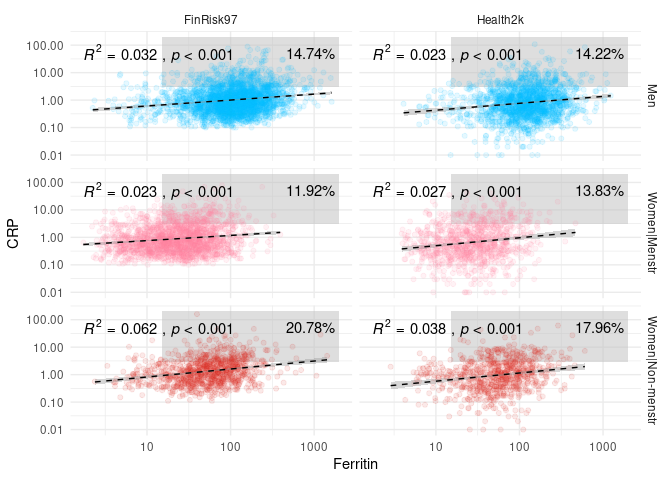 FinRisk97 Health2k
100.00 R² = 0.032 , p < 0.001 14.74% R² = 0.023 , p < 0.001 14.22%
10.00
1.00
0.10
0.01
Men
100.00 R² = 0.023 , p < 0.001 11.92% R² = 0.027 , p < 0.001 13.83%
10.00
1.00
0.10
0.01
Women|Menstr
CRP
100.00 R² = 0.062 , p < 0.001 20.78% R² = 0.038 , p < 0.001 17.96%
10.00
1.00
0.10
0.01
Women|Non-menstr
10 100 1000 10 100 1000
Ferritin